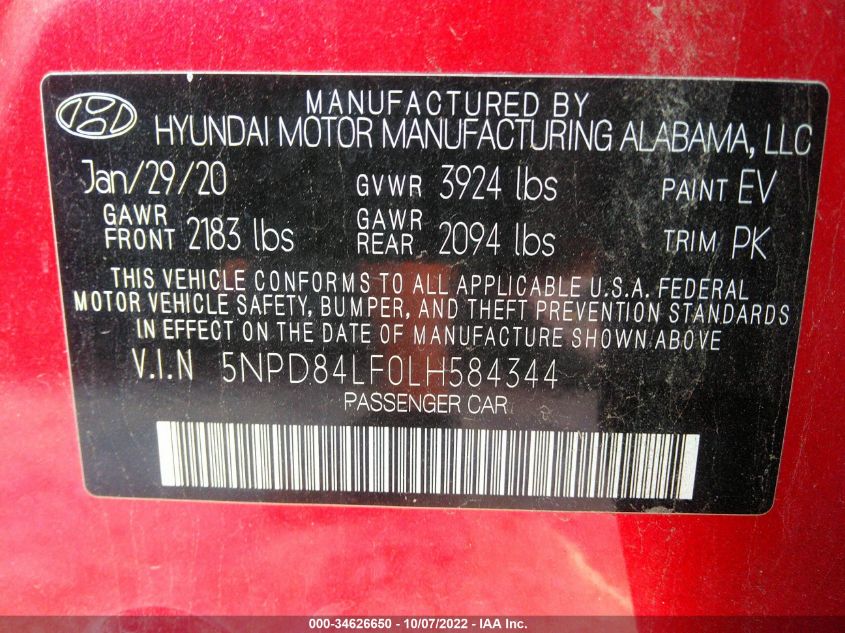 MANUFACTURED BY
HYUNDAI MOTOR MANUFACTURING ALABAMA, LLC
Jan/29/20 GVWR 3924 lbs PAINT EV
GAWR FRONT 2183 lbs GAWR REAR 2094 lbs TRIM PK
THIS VEHICLE CONFORMS TO ALL APPLICABLE U.S.A. FEDERAL
MOTOR VEHICLE SAFETY, BUMPER, AND THEFT PREVENTION STANDARDS
IN EFFECT ON THE DATE OF MANUFACTURE SHOWN ABOVE
V.I.N 5NPD84LF0LH584344
PASSENGER CAR
000-34626650 - 10/07/2022 - IAA Inc.